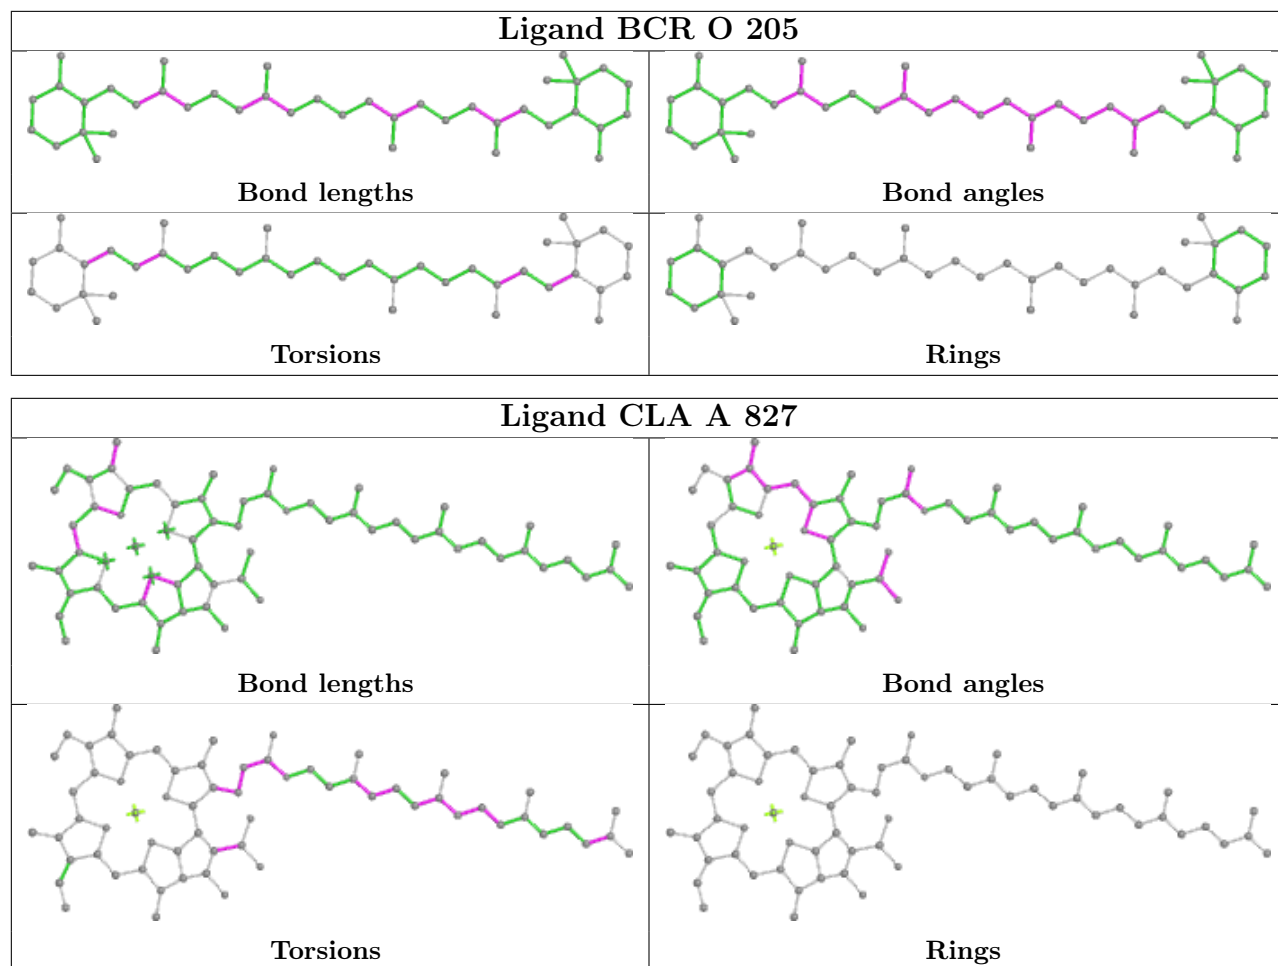 Ligand BCR O 205
Bond lengths
Bond angles
Torsions
Rings
Ligand CLA A 827
Bond lengths
Bond angles
Torsions
Rings